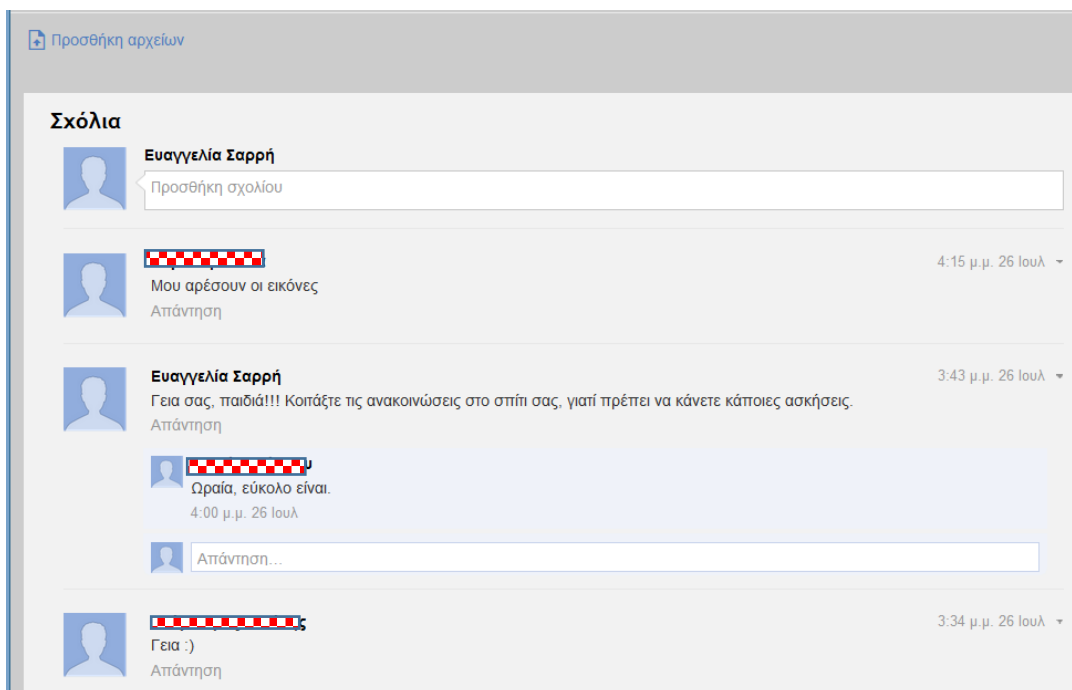 Προσθήκη αρχείων
Σχόλια
Ευαγγελία Σαρρή
Προσθήκη σχολίου
4:15 μ.μ. 26 Ιουλ
Μου αρέσουν οι εικόνες
Απάντηση
Ευαγγελία Σαρρή 3:43 μ.μ. 26 Ιουλ
Γεια σας, παιδιά!!! Κοιτάξτε τις ανακοινώσεις στο σπίτι σας, γιατί πρέπει να κάνετε κάποιες ασκήσεις.
Απάντηση
Ωραία, εύκολο είναι.
4:00 μ.μ. 26 Ιουλ
Απάντηση...
3:34 μ.μ. 26 Ιουλ
Γεια :)
Απάντηση